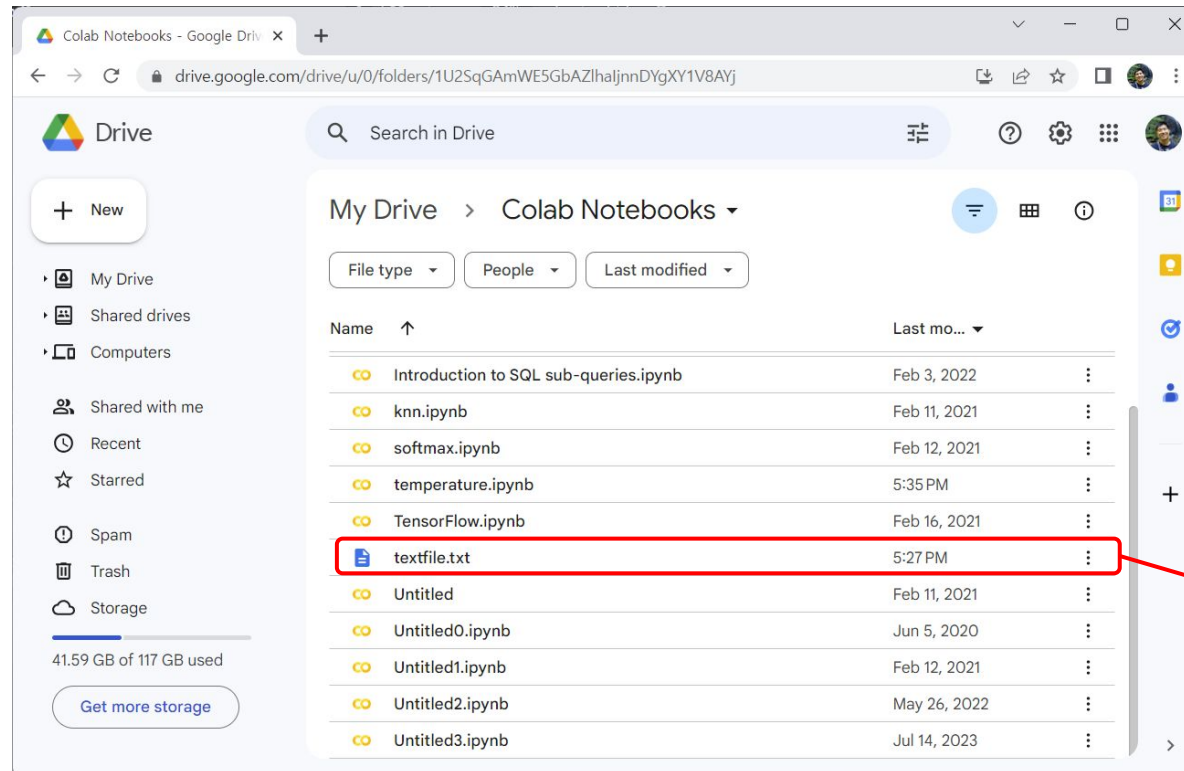 Colab Notebooks - Google Driv
drive.google.com/drive/u/0/folders/1U2SqGAmWE5GbAZlhaljnnDYgXY1V8AYj
Drive
Search in Drive
New
My Drive > Colab Notebooks
31
File type People Last modified
My Drive
Shared drives
Computers
Shared with me
Recent
Starred
Spam
Trash
Storage
41.59 GB of 117 GB used
Get more storage
Name Last mo...
Introduction to SQL sub-queries.ipynb Feb 3, 2022
knn.ipynb Feb 11, 2021
softmax.ipynb Feb 12, 2021
temperature.ipynb 5:35 PM
TensorFlow.ipynb Feb 16, 2021
textfile.txt 5:27 PM
Untitled Feb 11, 2021
Untitled0.ipynb Jun 5, 2020
Untitled1.ipynb Feb 12, 2021
Untitled2.ipynb May 26, 2022
Untitled3.ipynb Jul 14, 2023